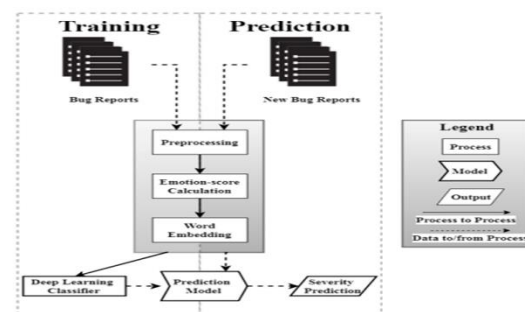 Training
Prediction
Bug Reports
New Bug Reports
Preprocessing
Emotion-score
Calculation
Word
Embedding
Deep Learning
Classifier
Prediction
Model
Severity
Prediction
Legend
Process
Model
Output
Process to Process
Data to/from Process